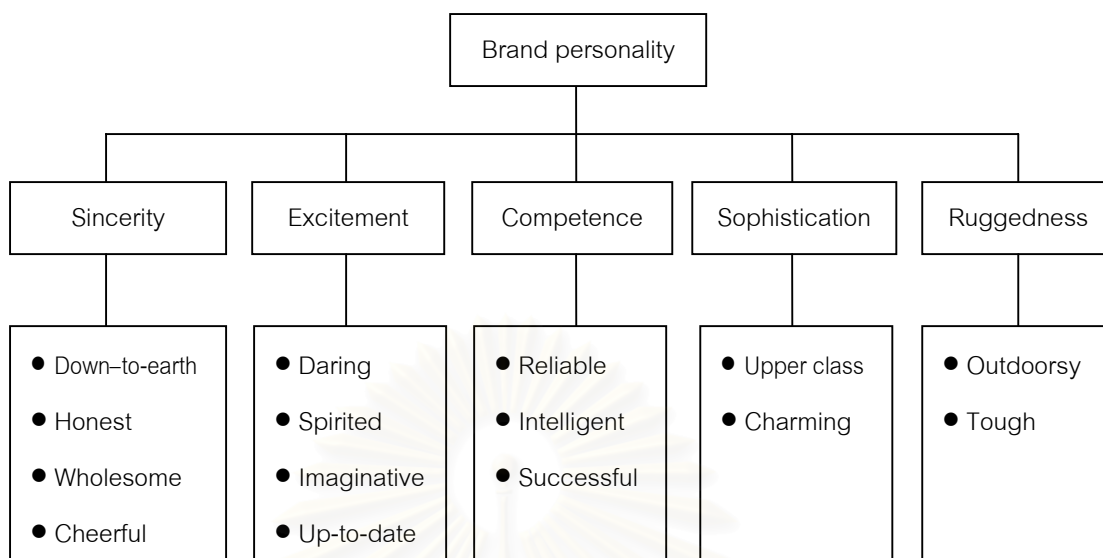 Brand personality
Sincerity
Excitement
Competence
Sophistication
Ruggedness
● Down–to-earth
● Honest
● Wholesome
● Cheerful
● Daring
● Spirited
● Imaginative
● Up-to-date
● Reliable
● Intelligent
● Successful
● Upper class
● Charming
● Outdoorsy
● Tough